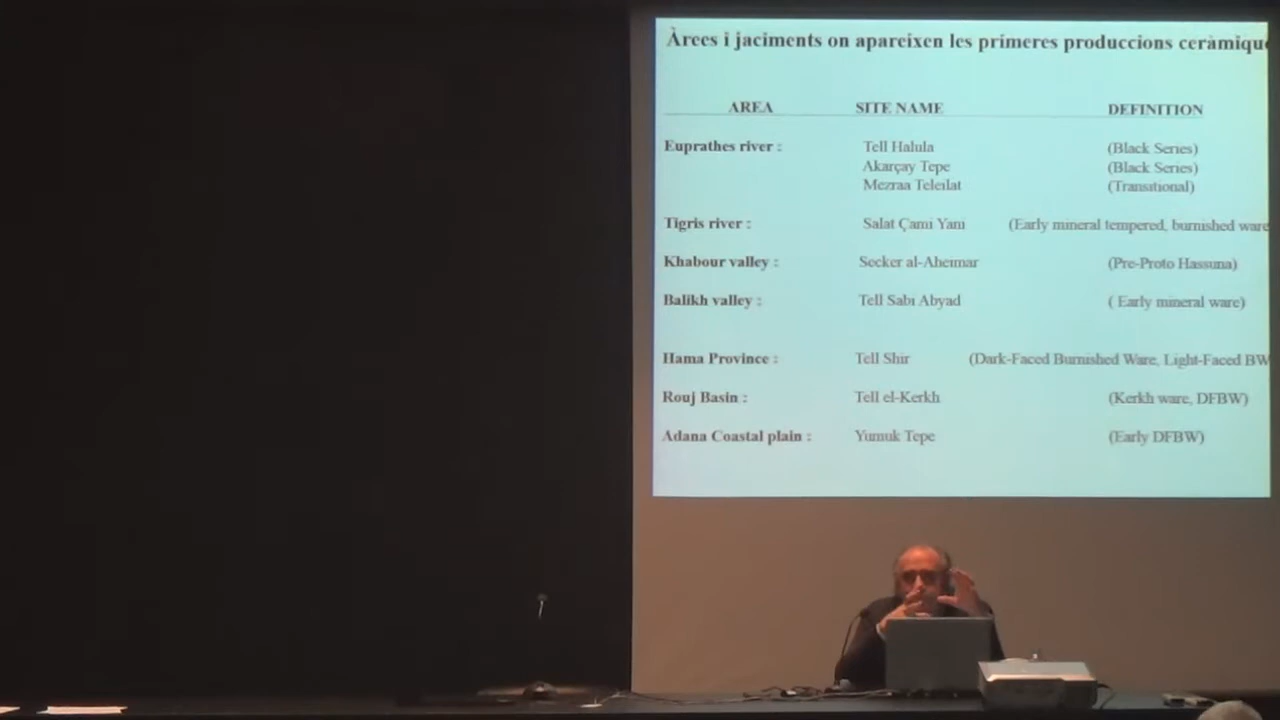 Àrees i jaciments on apareixen les primeres produccions ceràmique
AREA SITE NAME DEFINITION
Euprathes river : Tell Halula (Black Series)
Akarçay Tepe (Black Series)
Mezraa Teleilat (Transitional)
Tigris river : Salat Çami Yani (Early mineral tempered, burnished ware
Khabour valley : Secker al-Aheimar (Pre-Proto Hassuna)
Balikh valley : Tell Sabi Abyad ( Early mineral ware)
Hama Province : Tell Shir (Dark-Faced Burnished Ware, Light-Faced BW
Rouj Basin : Tell el-Kerkh (Kerkh ware, DFBW)
Adana Coastal plain : Yumuk Tepe (Early DFBW)